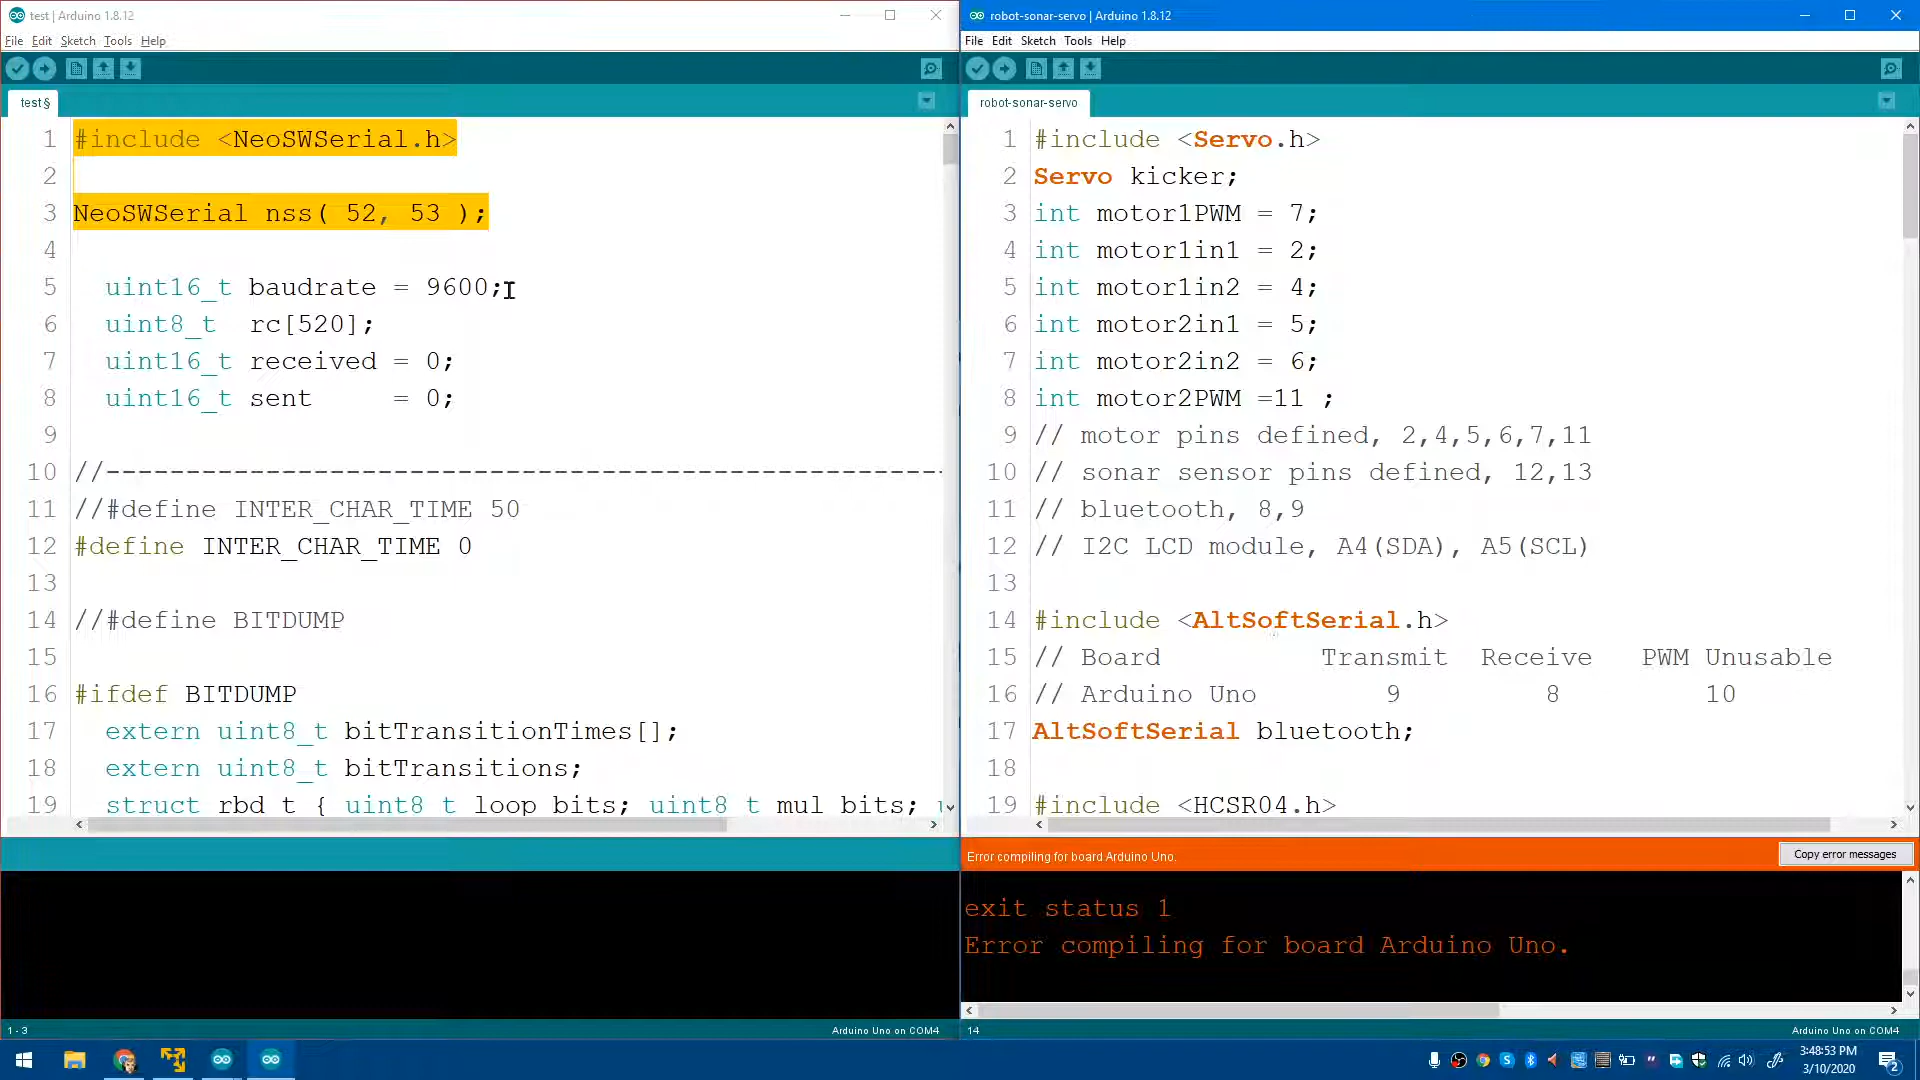 test | Arduino 1.8.12
File Edit Sketch Tools Help
test §
1 #include <NeoSWSerial.h>
2
3 NeoSWSerial nss( 52, 53 );
4
5 uint16_t baudrate = 9600;
6 uint8_t rc[520];
7 uint16_t received = 0;
8 uint16_t sent = 0;
9
10 //-----------------------------------------------------
11 //#define INTER_CHAR_TIME 50
12 #define INTER_CHAR_TIME 0
13
14 //#define BITDUMP
15
16 #ifdef BITDUMP
17 extern uint8_t bitTransitionTimes[];
18 extern uint8_t bitTransitions;
19 struct rbd_t { uint8_t loop_bits; uint8_t mul_bits;
1 - 3
Arduino Uno on COM4
robot-sonar-servo | Arduino 1.8.12
File Edit Sketch Tools Help
robot-sonar-servo
1 #include <Servo.h>
2 Servo kicker;
3 int motor1PWM = 7;
4 int motor1in1 = 2;
5 int motor1in2 = 4;
6 int motor2in1 = 5;
7 int motor2in2 = 6;
8 int motor2PWM =11 ;
9 // motor pins defined, 2,4,5,6,7,11
10 // sonar sensor pins defined, 12,13
11 // bluetooth, 8,9
12 // I2C LCD module, A4(SDA), A5(SCL)
13
14 #include <AltSoftSerial.h>
15 // Board Transmit Receive PWM Unusable
16 // Arduino Uno 9 8 10
17 AltSoftSerial bluetooth;
18
19 #include <HCSR04.h>
Error compiling for board Arduino Uno.
Copy error messages
exit status 1
Error compiling for board Arduino Uno.
14
Arduino Uno on COM4
3:48:53 PM
3/10/2020
2